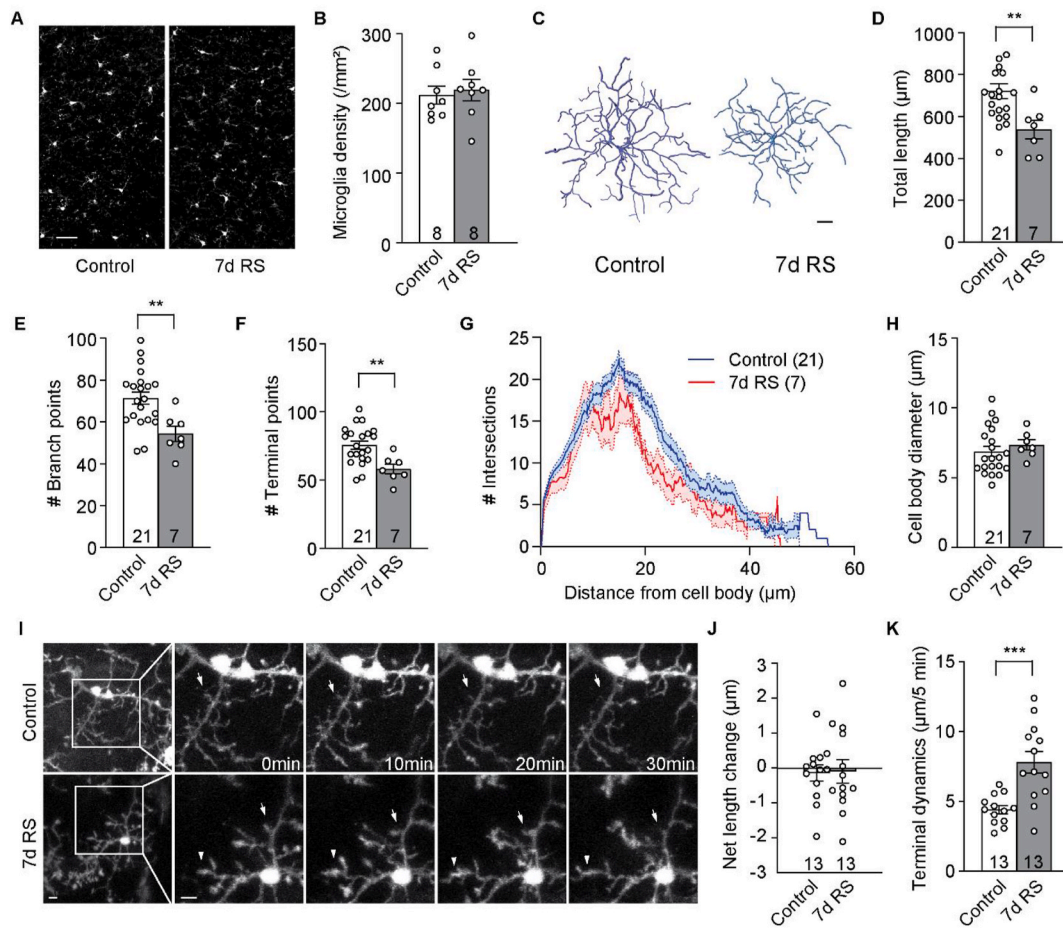 A
Control
7d RS
B
Microglia density (/mm²)
300
200
100
0
8
8
Control
7d RS
C
Control
7d RS
D
**
Total length (µm)
1000
800
600
400
200
0
21
7
Control
7d RS
E
**
# Branch points
100
80
60
40
20
0
21
7
Control
7d RS
F
**
# Terminal points
150
100
50
0
21
7
Control
7d RS
G
# Intersections
25
20
15
10
5
0
Control (21)
7d RS (7)
0
20
40
60
Distance from cell body (µm)
H
Cell body diameter (µm)
15
10
5
0
21
7
Control
7d RS
I
Control
0min
10min
20min
30min
7d RS
J
Net length change (µm)
3
2
1
0
-1
-2
-3
13
13
Control
7d RS
K
***
Terminal dynamics (µm/5 min)
15
10
5
0
13
13
Control
7d RS